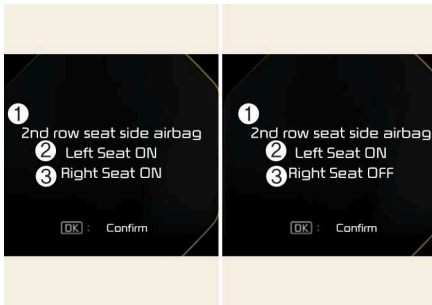 1
2nd row seat side airbag
2 Left Seat ON
3 Right Seat ON
OK : Confirm
1
2nd row seat side airbag
2 Left Seat ON
3 Right Seat OFF
OK : Confirm